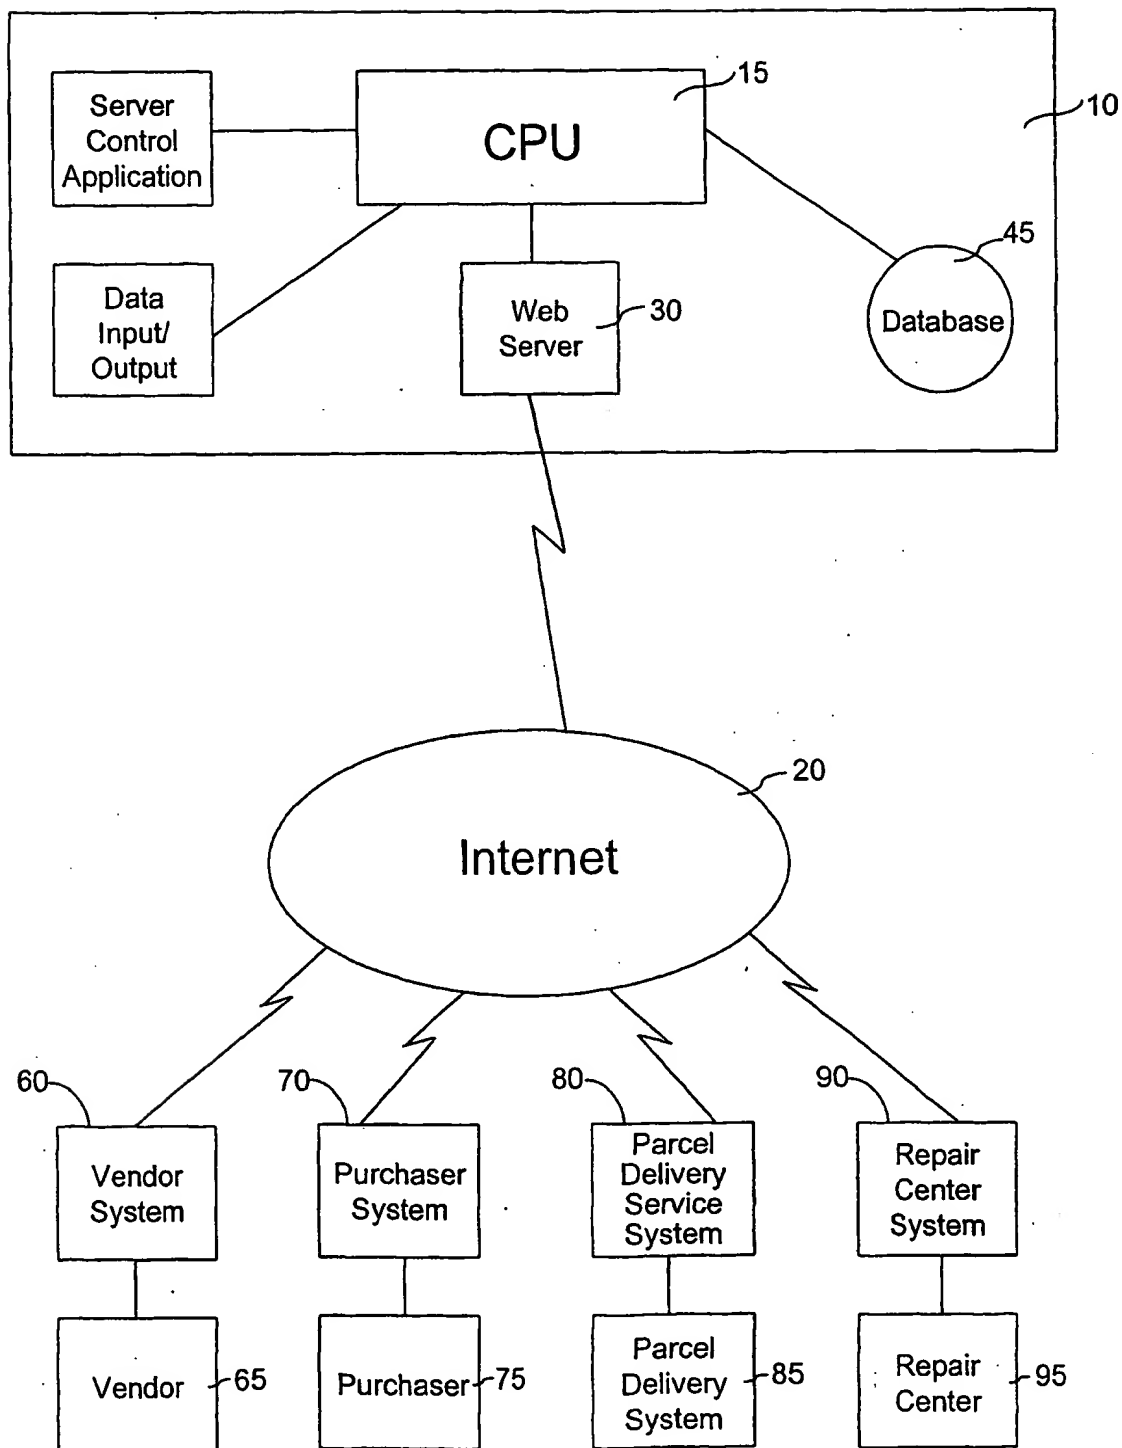 Server
Control
Application
CPU
15
10
Data
Input/
Output
Web
Server
30
45
Database
20
Internet
60
70
80
90
Vendor
System
Purchaser
System
Parcel
Delivery
Service
System
Repair
Center
System
Vendor
65
Purchaser
75
Parcel
Delivery
System
85
Repair
Center
95